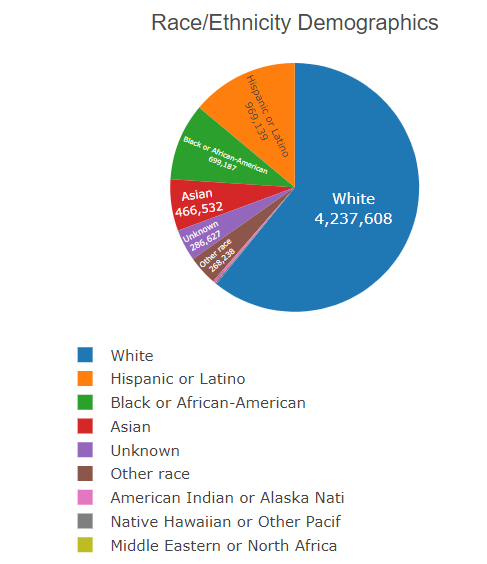 Race/Ethnicity Demographics
Hispanic or Latino
969,139
Black or African-American
699,187
Asian
466,532
White
4,237,608
Unknown
286,627
Other race
268,238
White
Hispanic or Latino
Black or African-American
Asian
Unknown
Other race
American Indian or Alaska Nati
Native Hawaiian or Other Pacif
Middle Eastern or North Africa